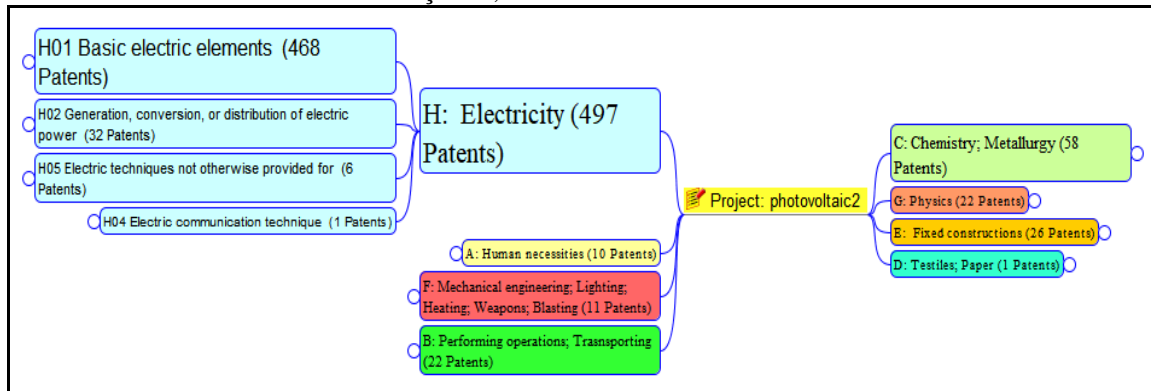 H01 Basic electric elements (468
Patents)
H02 Generation, conversion, or distribution of electric
power (32 Patents)
H05 Electric techniques not otherwise provided for (6
Patents)
H04 Electric communication technique (1 Patents)
H: Electricity (497
Patents)
A: Human necessities (10 Patents)
F: Mechanical engineering; Lighting;
Heating; Weapons; Blasting (11 Patents)
B: Performing operations; Trasnsporting
(22 Patents)
Project: photovoltaic2
C: Chemistry; Metallurgy (58
Patents)
G: Physics (22 Patents)
E: Fixed constructions (26 Patents)
D: Testiles; Paper (1 Patents)